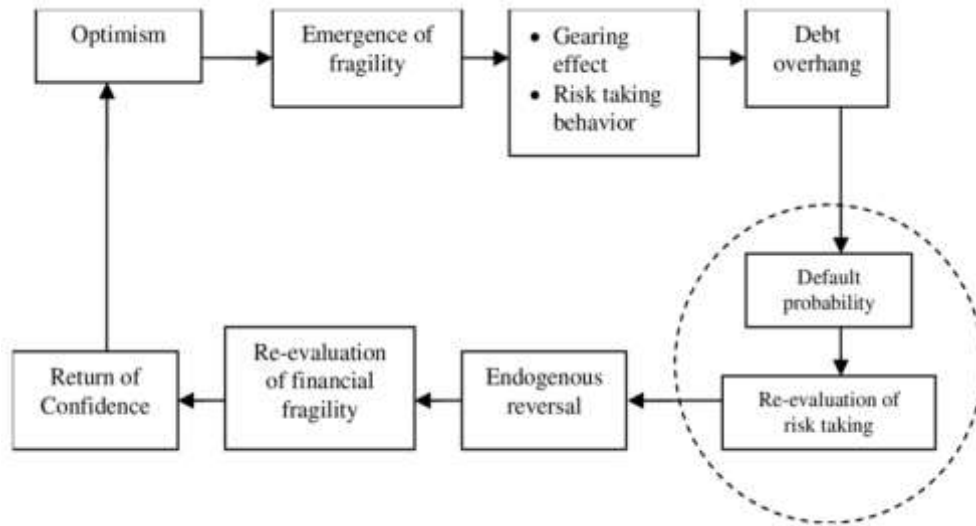 Optimism
Emergence of
fragility
• Gearing
effect
• Risk taking
behavior
Debt
overhang
Default
probability
Re-evaluation of
risk taking
Endogenous
reversal
Re-evaluation
of financial
fragility
Return of
Confidence